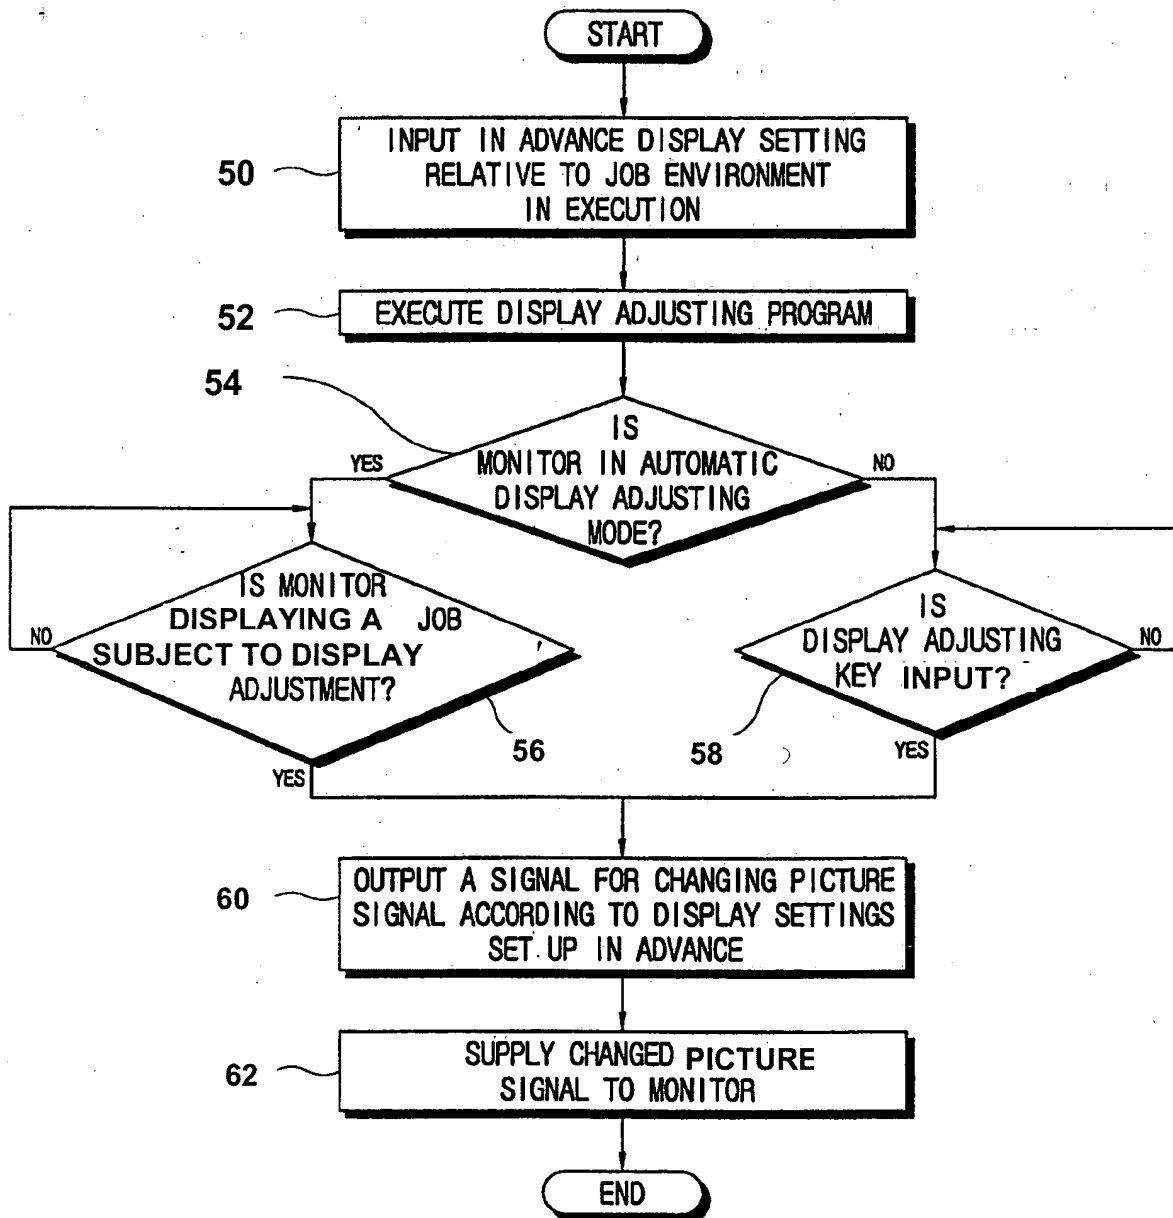 START
INPUT IN ADVANCE DISPLAY SETTING
RELATIVE TO JOB ENVIRONMENT
IN EXECUTION
50
EXECUTE DISPLAY ADJUSTING PROGRAM
52
54
IS
MONITOR IN AUTOMATIC
DISPLAY ADJUSTING
MODE?
YES
NO
IS MONITOR
DISPLAYING A JOB
SUBJECT TO DISPLAY
ADJUSTMENT?
NO
YES
56
IS
DISPLAY ADJUSTING
KEY INPUT?
NO
YES
58
OUTPUT A SIGNAL FOR CHANGING PICTURE
SIGNAL ACCORDING TO DISPLAY SETTINGS
SET UP IN ADVANCE
60
SUPPLY CHANGED PICTURE
SIGNAL TO MONITOR
62
END